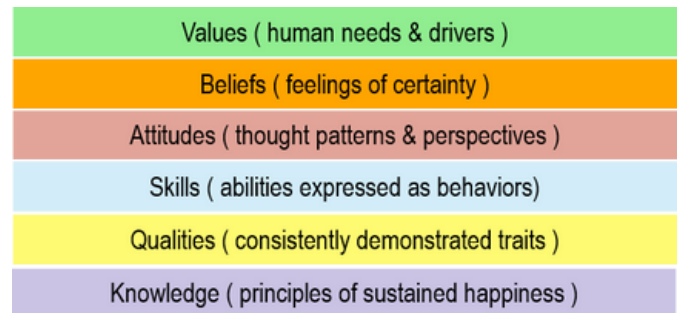 Values ( human needs & drivers )
Beliefs ( feelings of certainty )
Attitudes ( thought patterns & perspectives )
Skills ( abilities expressed as behaviors)
Qualities ( consistently demonstrated traits )
Knowledge ( principles of sustained happiness )